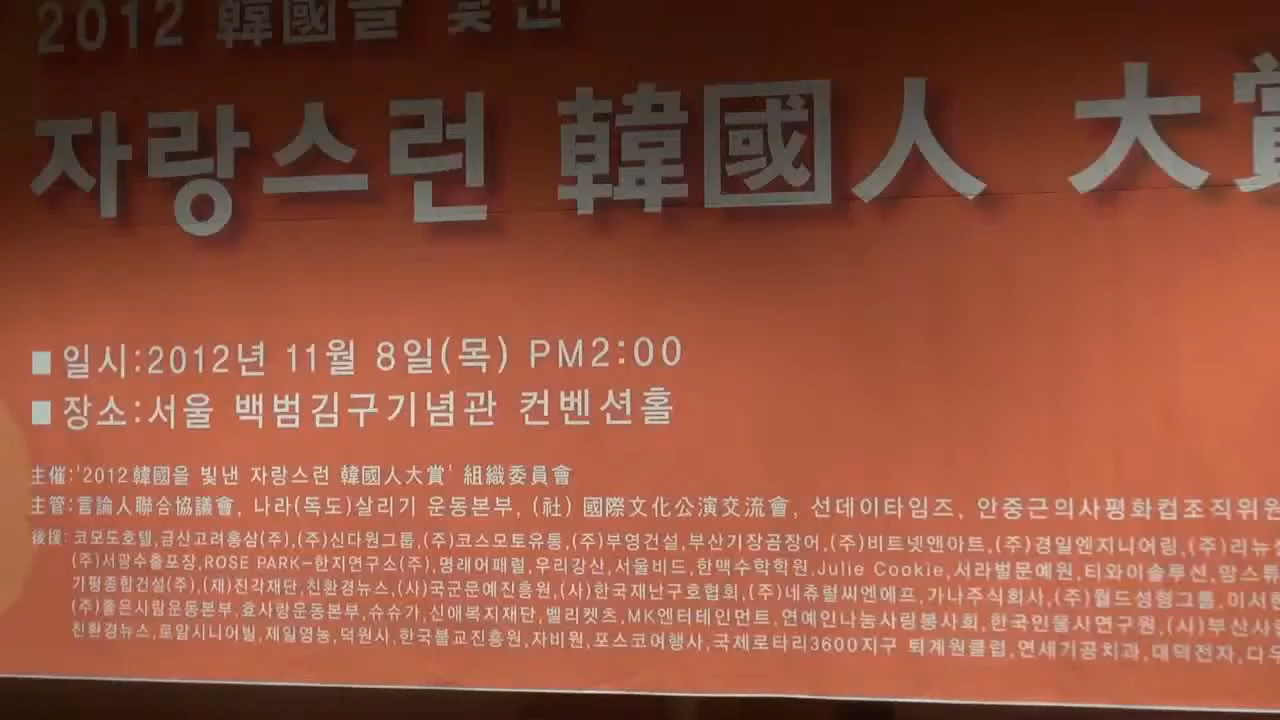 2012 韓國을 빛낸
자랑스런 韓國人 大賞
■ 일시:2012년 11월 8일(목) PM2:00
■ 장소:서울 백범김구기념관 컨벤션홀
主催:'2012韓國을 빛낸 자랑스런 韓國人大賞' 組織委員會
主管:言論人聯合協議會, 나라(독도)살리기 운동본부, (社) 國際文化公演交流會, 선데이타임즈, 안중근의사평화컵조직위원
後援: 코모도호텔,금산고려홍삼(주),(주)신다원그룹,(주)코스모토유통,(주)부영건설,부산기장곰장어,(주)비트넷앤아트,(주)경일엔지니어링,(주)리뉴
(주)서광수출포장,ROSE PARK-한지연구소(주),명래어패럴,우리강산,서울비드,한맥수학학원,Julie Cookie,서라벌문예원,티와이솔루션,맘스
가평종합건설(주),(재)진각재단,친환경뉴스,(사)국군문예진흥원,(사)한국재난구호협회,(주)네츄럴씨엔에프,가나주식회사,(주)월드성형그룹,이서
(주)좋은사람운동본부,효사랑운동본부,슈슈가,신애복지재단,벨리켓츠,MK엔터테인먼트,연예인나눔사랑봉사회,한국인물시연구원,(사)부산사
친환경뉴스,로얄시니어빌,제일영농,덕원사,한국불교진흥원,자비원,포스코여행사,국제로타리3600지구 퇴계원클럽,연세기공치과,대덕전자,다우